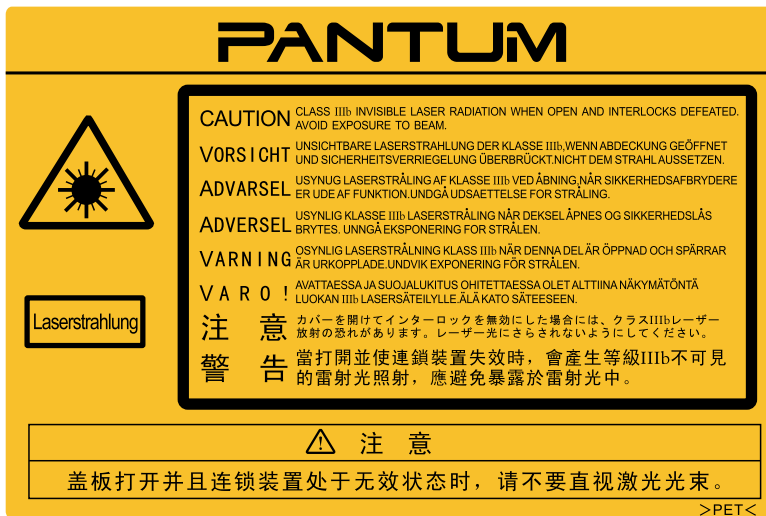 PANTUM
CAUTION CLASS IIIb INVISIBLE LASER RADIATION WHEN OPEN AND INTERLOCKS DEFEATED.
AVOID EXPOSURE TO BEAM.
VORSICHT UNSICHTBARE LASERSTRAHLUNG DER KLASSE IIIb,WENN ABDECKUNG GEÖFFNET
UND SICHERHEITSVERRIEGELUNG ÜBERBRÜCKT.NICHT DEM STRAHL AUSSETZEN.
ADVARSEL USYNUG LASERSTRÅLING AF KLASSE IIIb VED ÅBNING,NÅR SIKKERHEDSAFBRYDERE
ER UDE AF FUNKTION.UNDGÅ UDSAETTELSE FOR STRÅLING.
ADVERSEL USYNLIG KLASSE IIIb LASERSTRÅLING NÅR DEKSEL ÅPNES OG SIKKERHEDSLÅS
BRYTES. UNNGÅ EKSPONERING FOR STRÅLEN.
VARNING OSYNLIG LASERSTRÅLNING KLASS IIIb NÄR DENNA DEL ÄR ÖPPNAD OCH SPÄRRAR
ÄR URKOPPLADE.UNDVIK EXPONERING FÖR STRÅLEN.
VARO! AVATTAESSA JA SUOJALUKITUS OHITETTAESSA OLET ALTTIINA NÄKYMÄTÖNTÄ
LUOKAN IIIb LASERSÄTEILYLLE.ÄLÄ KATO SÄTEESEEN.
Laserstrahlung
注 意 カバーを開けてインターロックを無効にした場合には、クラスIIIbレーザー
放射の恐れがあります。レーザー光にさらされないようにしてください。
警 告 當打開並使連鎖裝置失效時，會產生等級IIIb不可見
的雷射光照射，應避免暴露於雷射光中。
注 意
盖板打开并且连锁装置处于无效状态时，请不要直视激光光束。
>PET<